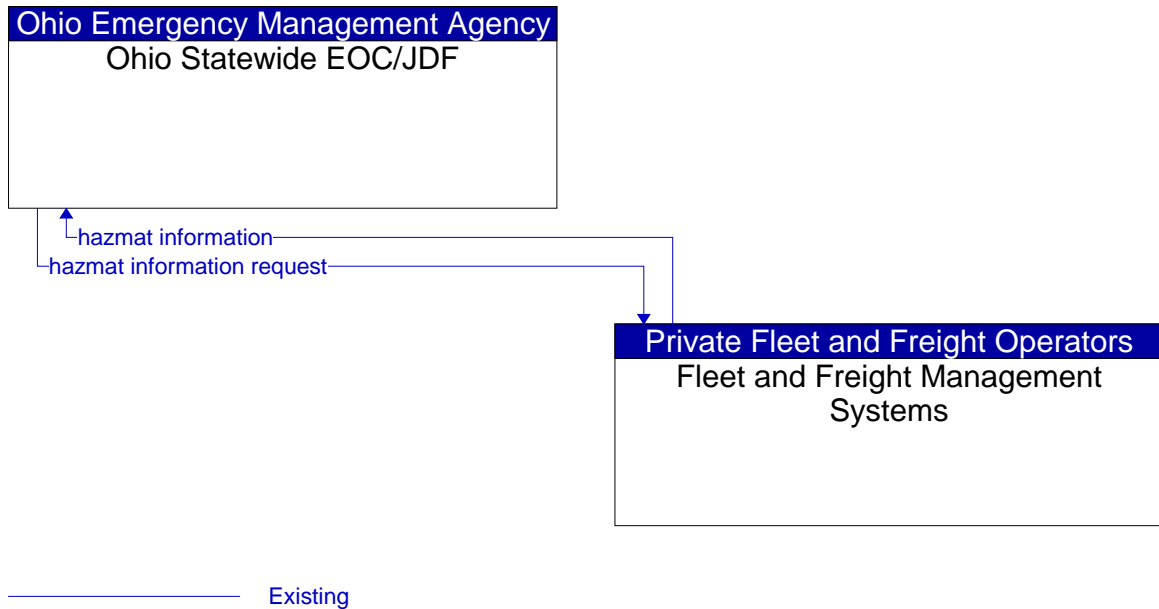 Ohio Emergency Management Agency
Ohio Statewide EOC/JDF
hazmat information
hazmat information request
Private Fleet and Freight Operators
Fleet and Freight Management
Systems
Existing